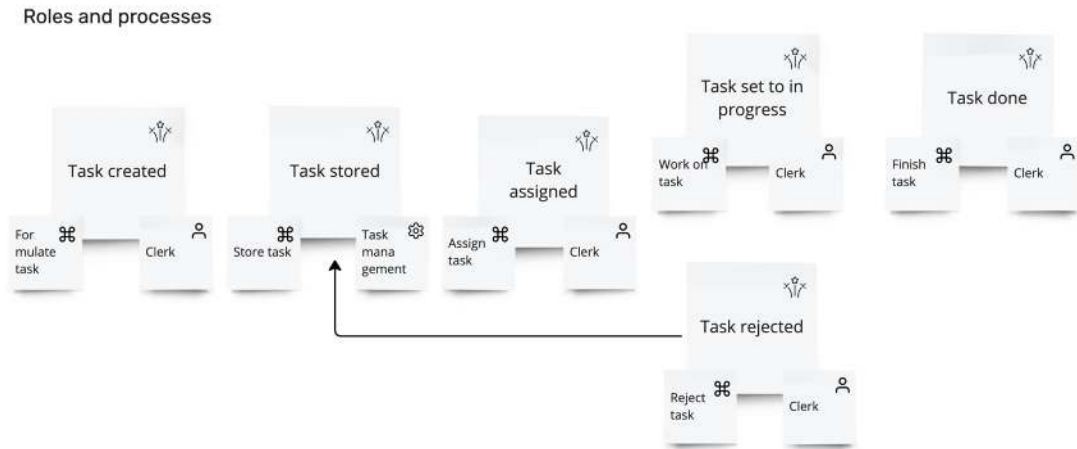 Roles and processes
Task created
For
mulate
task
Clerk
Task stored
Store task
Task
mana
gement
Task
assigned
Assign
task
Clerk
Task set to in
progress
Work on
task
Clerk
Task done
Finish
task
Clerk
Task rejected
Reject
task
Clerk